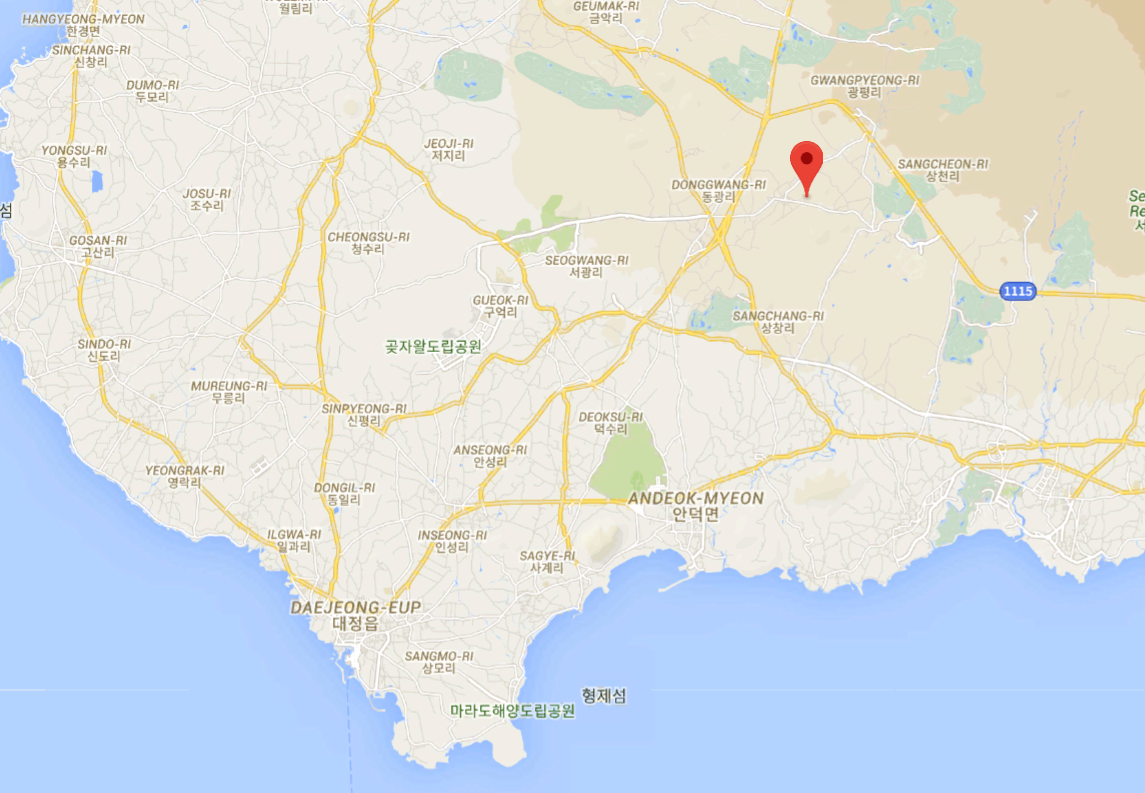 GEUMAK-RI
금악리
월림리
HANGYEONG-MYEON
한경면
SINCHANG-RI
신창리
DUMO-RI
두모리
GWANGPYEONG-RI
광평리
YONGSU-RI
용수리
JEOJI-RI
저지리
SANGCHEON-RI
상천리
DONGGWANG-RI
동광리
JOSU-RI
조수리
Se
Re
서
섬
GOSAN-RI
고산리
CHEONGSU-RI
청수리
SEOGWANG-RI
서광리
1115
GUEOK-RI
구억리
SANGCHANG-RI
상창리
SINDO-RI
신도리
곶자왈도립공원
MUREUNG-RI
무릉리
SINPYEONG-RI
신평리
DEOKSU-RI
덕수리
ANSEONG-RI
안성리
YEONGRAK-RI
영락리
DONGIL-RI
동일리
ANDEOK-MYEON
안덕면
ILGWA-RI
일과리
INSEONG-RI
인성리
SAGYE-RI
사계리
DAEJEONG-EUP
대정읍
SANGMO-RI
상모리
형제섬
마라도해양도립공원